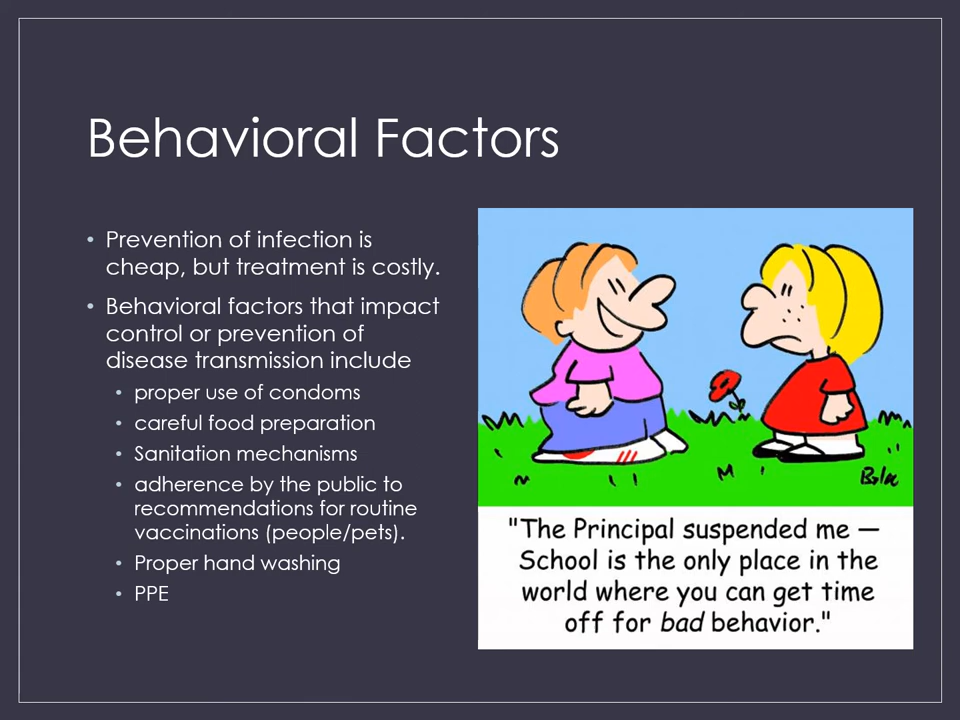 Behavioral Factors
• Prevention of infection is
cheap, but treatment is costly.
• Behavioral factors that impact
control or prevention of
disease transmission include
• proper use of condoms
• careful food preparation
• Sanitation mechanisms
• adherence by the public to
recommendations for routine
vaccinations (people/pets).
• Proper hand washing
• PPE
"The Principal suspended me —
School is the only place in the
world where you can get time
off for bad behavior."